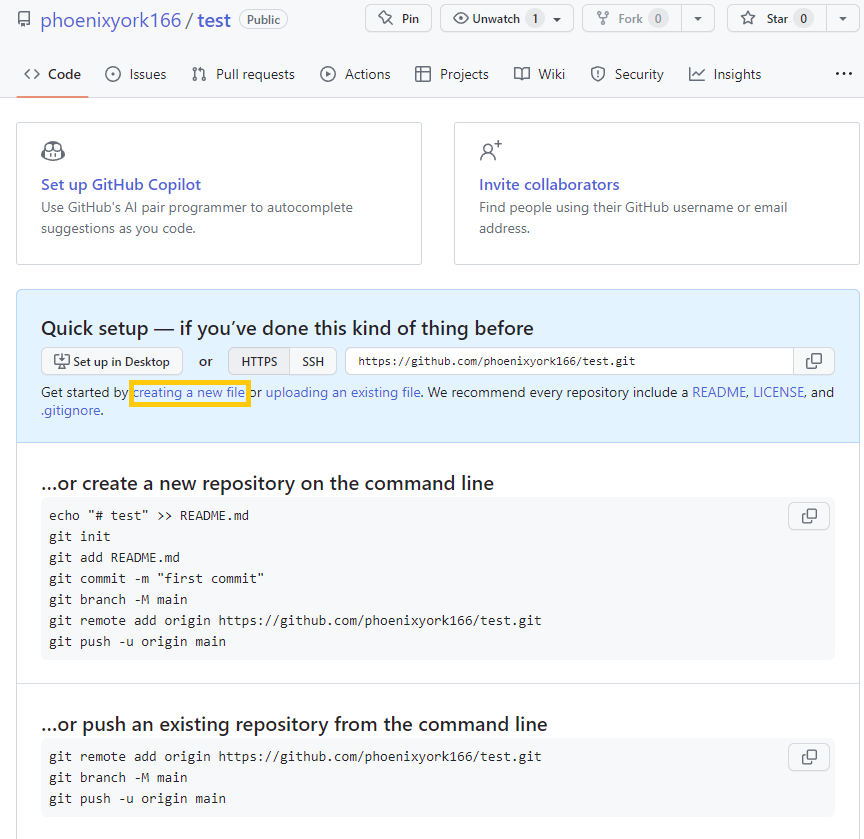 phoenixyork166 / test Public Pin Unwatch 1 Fork 0 Star 0
Code Issues Pull requests Actions Projects Wiki Security Insights ...
Set up GitHub Copilot
Use GitHub's AI pair programmer to autocomplete
suggestions as you code.
Invite collaborators
Find people using their GitHub username or email
address.
Quick setup — if you’ve done this kind of thing before
Set up in Desktop or HTTPS SSH https://github.com/phoenixyork166/test.git
Get started by creating a new file or uploading an existing file. We recommend every repository include a README, LICENSE, and
.gitignore.
...or create a new repository on the command line
echo "# test" >> README.md
git init
git add README.md
git commit -m "first commit"
git branch -M main
git remote add origin https://github.com/phoenixyork166/test.git
git push -u origin main
...or push an existing repository from the command line
git remote add origin https://github.com/phoenixyork166/test.git
git branch -M main
git push -u origin main